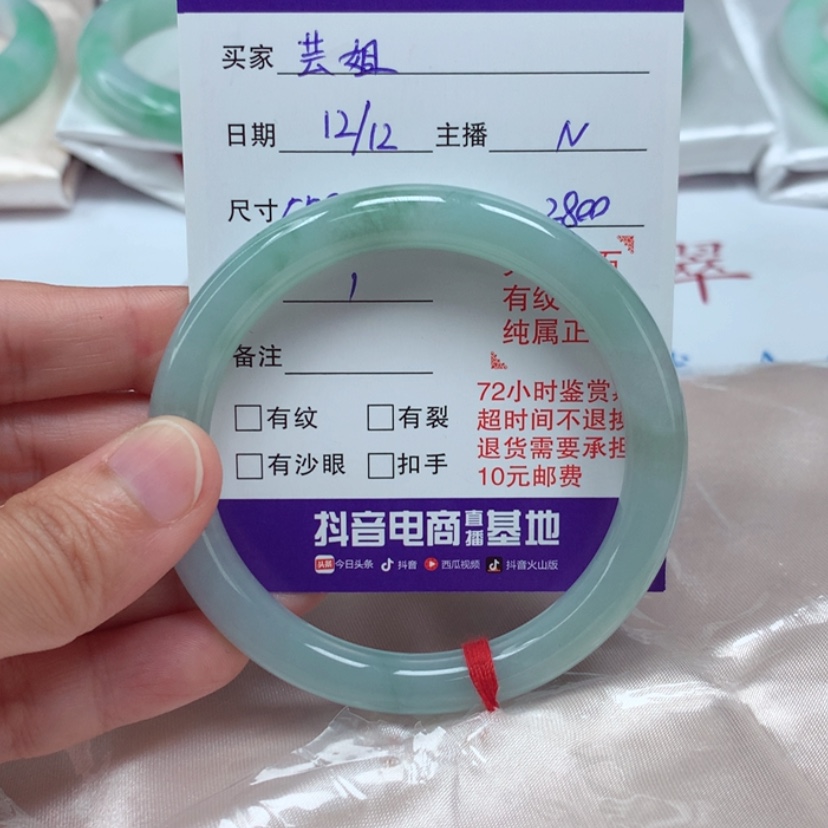 买家 芸姐
日期 12/12 主播 N
尺寸 2800
1
有纹
纯属正
备注
72小时鉴赏
□有纹 □有裂
超时间不退换
退货需要承担
□有沙眼 □扣手
10元邮费
抖音电商直播基地
头条 今日头条 抖音 西瓜视频 抖音火山版
翠